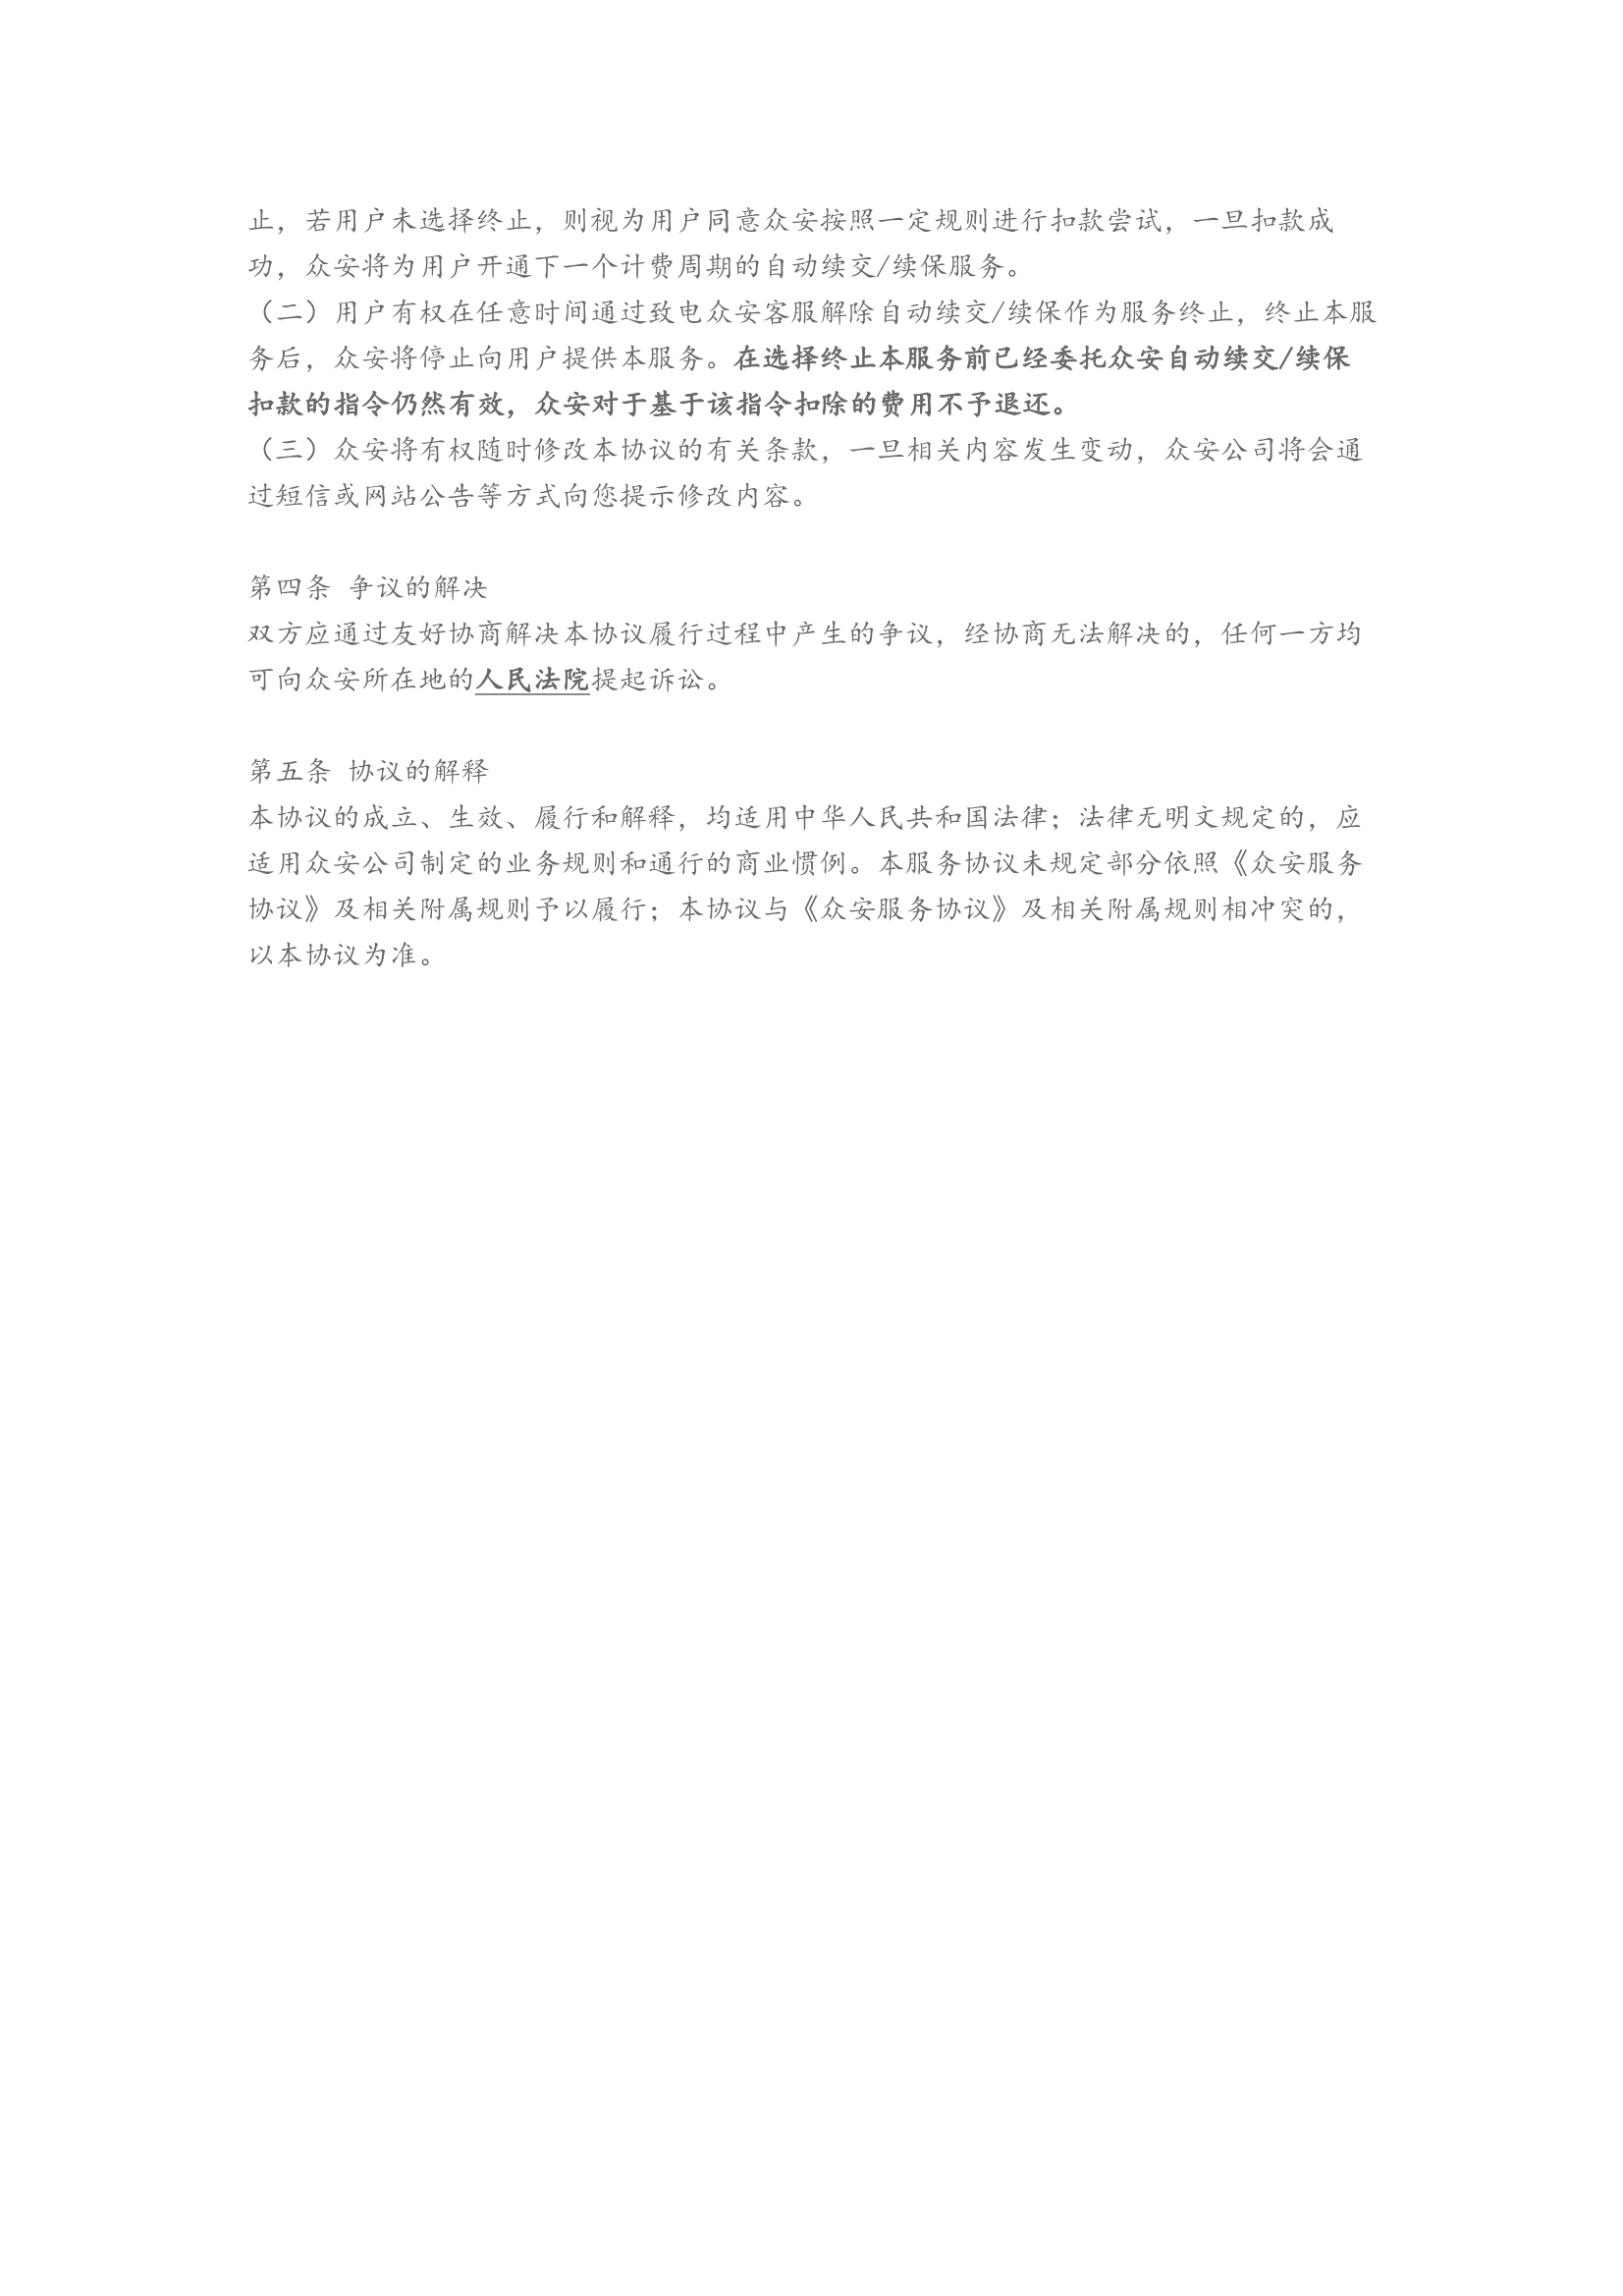 止，若用户未选择终止，则视为用户同意众安按照一定规则进行扣款尝试，一旦扣款成
功，众安将为用户开通下一个计费周期的自动续交/续保服务。
（二）用户有权在任意时间通过致电众安客服解除自动续交/续保作为服务终止，终止本服
务后，众安将停止向用户提供本服务。在选择终止本服务前已经委托众安自动续交/续保
扣款的指令仍然有效，众安对于基于该指令扣除的费用不予退还。
（三）众安将有权随时修改本协议的有关条款，一旦相关内容发生变动，众安公司将会通
过短信或网站公告等方式向您提示修改内容。
第四条 争议的解决
双方应通过友好协商解决本协议履行过程中产生的争议，经协商无法解决的，任何一方均
可向众安所在地的人民法院提起诉讼。
第五条 协议的解释
本协议的成立、生效、履行和解释，均适用中华人民共和国法律；法律无明文规定的，应
适用众安公司制定的业务规则和通行的商业惯例。本服务协议未规定部分依照《众安服务
协议》及相关附属规则予以履行；本协议与《众安服务协议》及相关附属规则相冲突的，
以本协议为准。